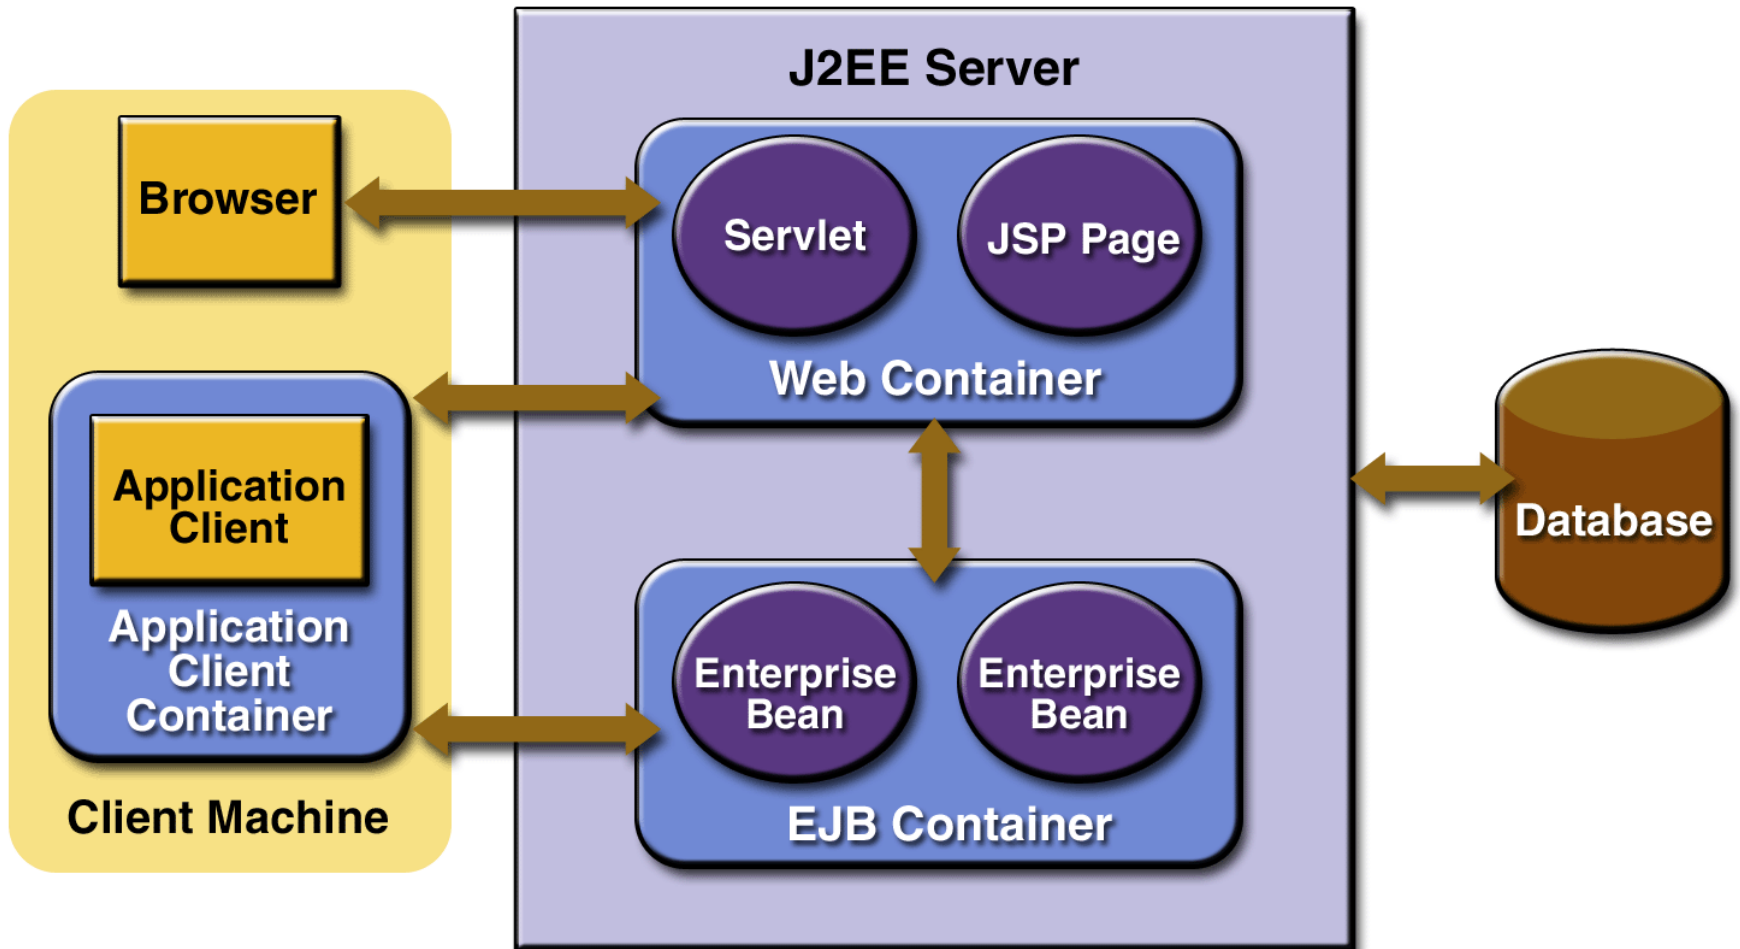 J2EE Server
Browser
Servlet
JSP Page
Web Container
Application
Client
Application
Client
Container
Client Machine
Enterprise
Bean
Enterprise
Bean
EJB Container
Database